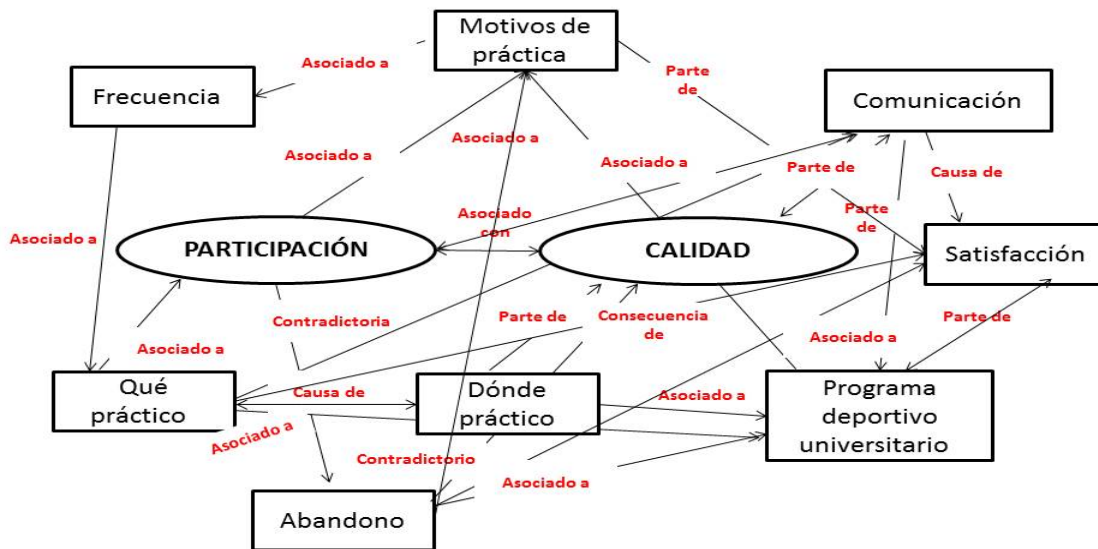 Motivos de
práctica
Asociado a
Parte
de
Frecuencia
Comunicación
Asociado a
Asociado a
Asociado a
Parte de
Causa de
Asociado a
Asociado
con
Parte
de
PARTICIPACIÓN
CALIDAD
Satisfacción
Contradictoria
Parte de
Consecuencia
de
Parte de
Asociado a
Asociado a
Qué
práctico
Causa de
Dónde
práctico
Asociado a
Programa
deportivo
universitario
Asociado a
Contradictorio
Asociado a
Abandono